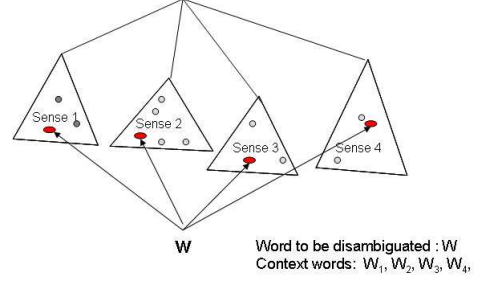 Sense 1
Sense 2
Sense 3
Sense 4
W
Word to be disambiguated : W
Context words: W₁, W₂, W₃, W₄,